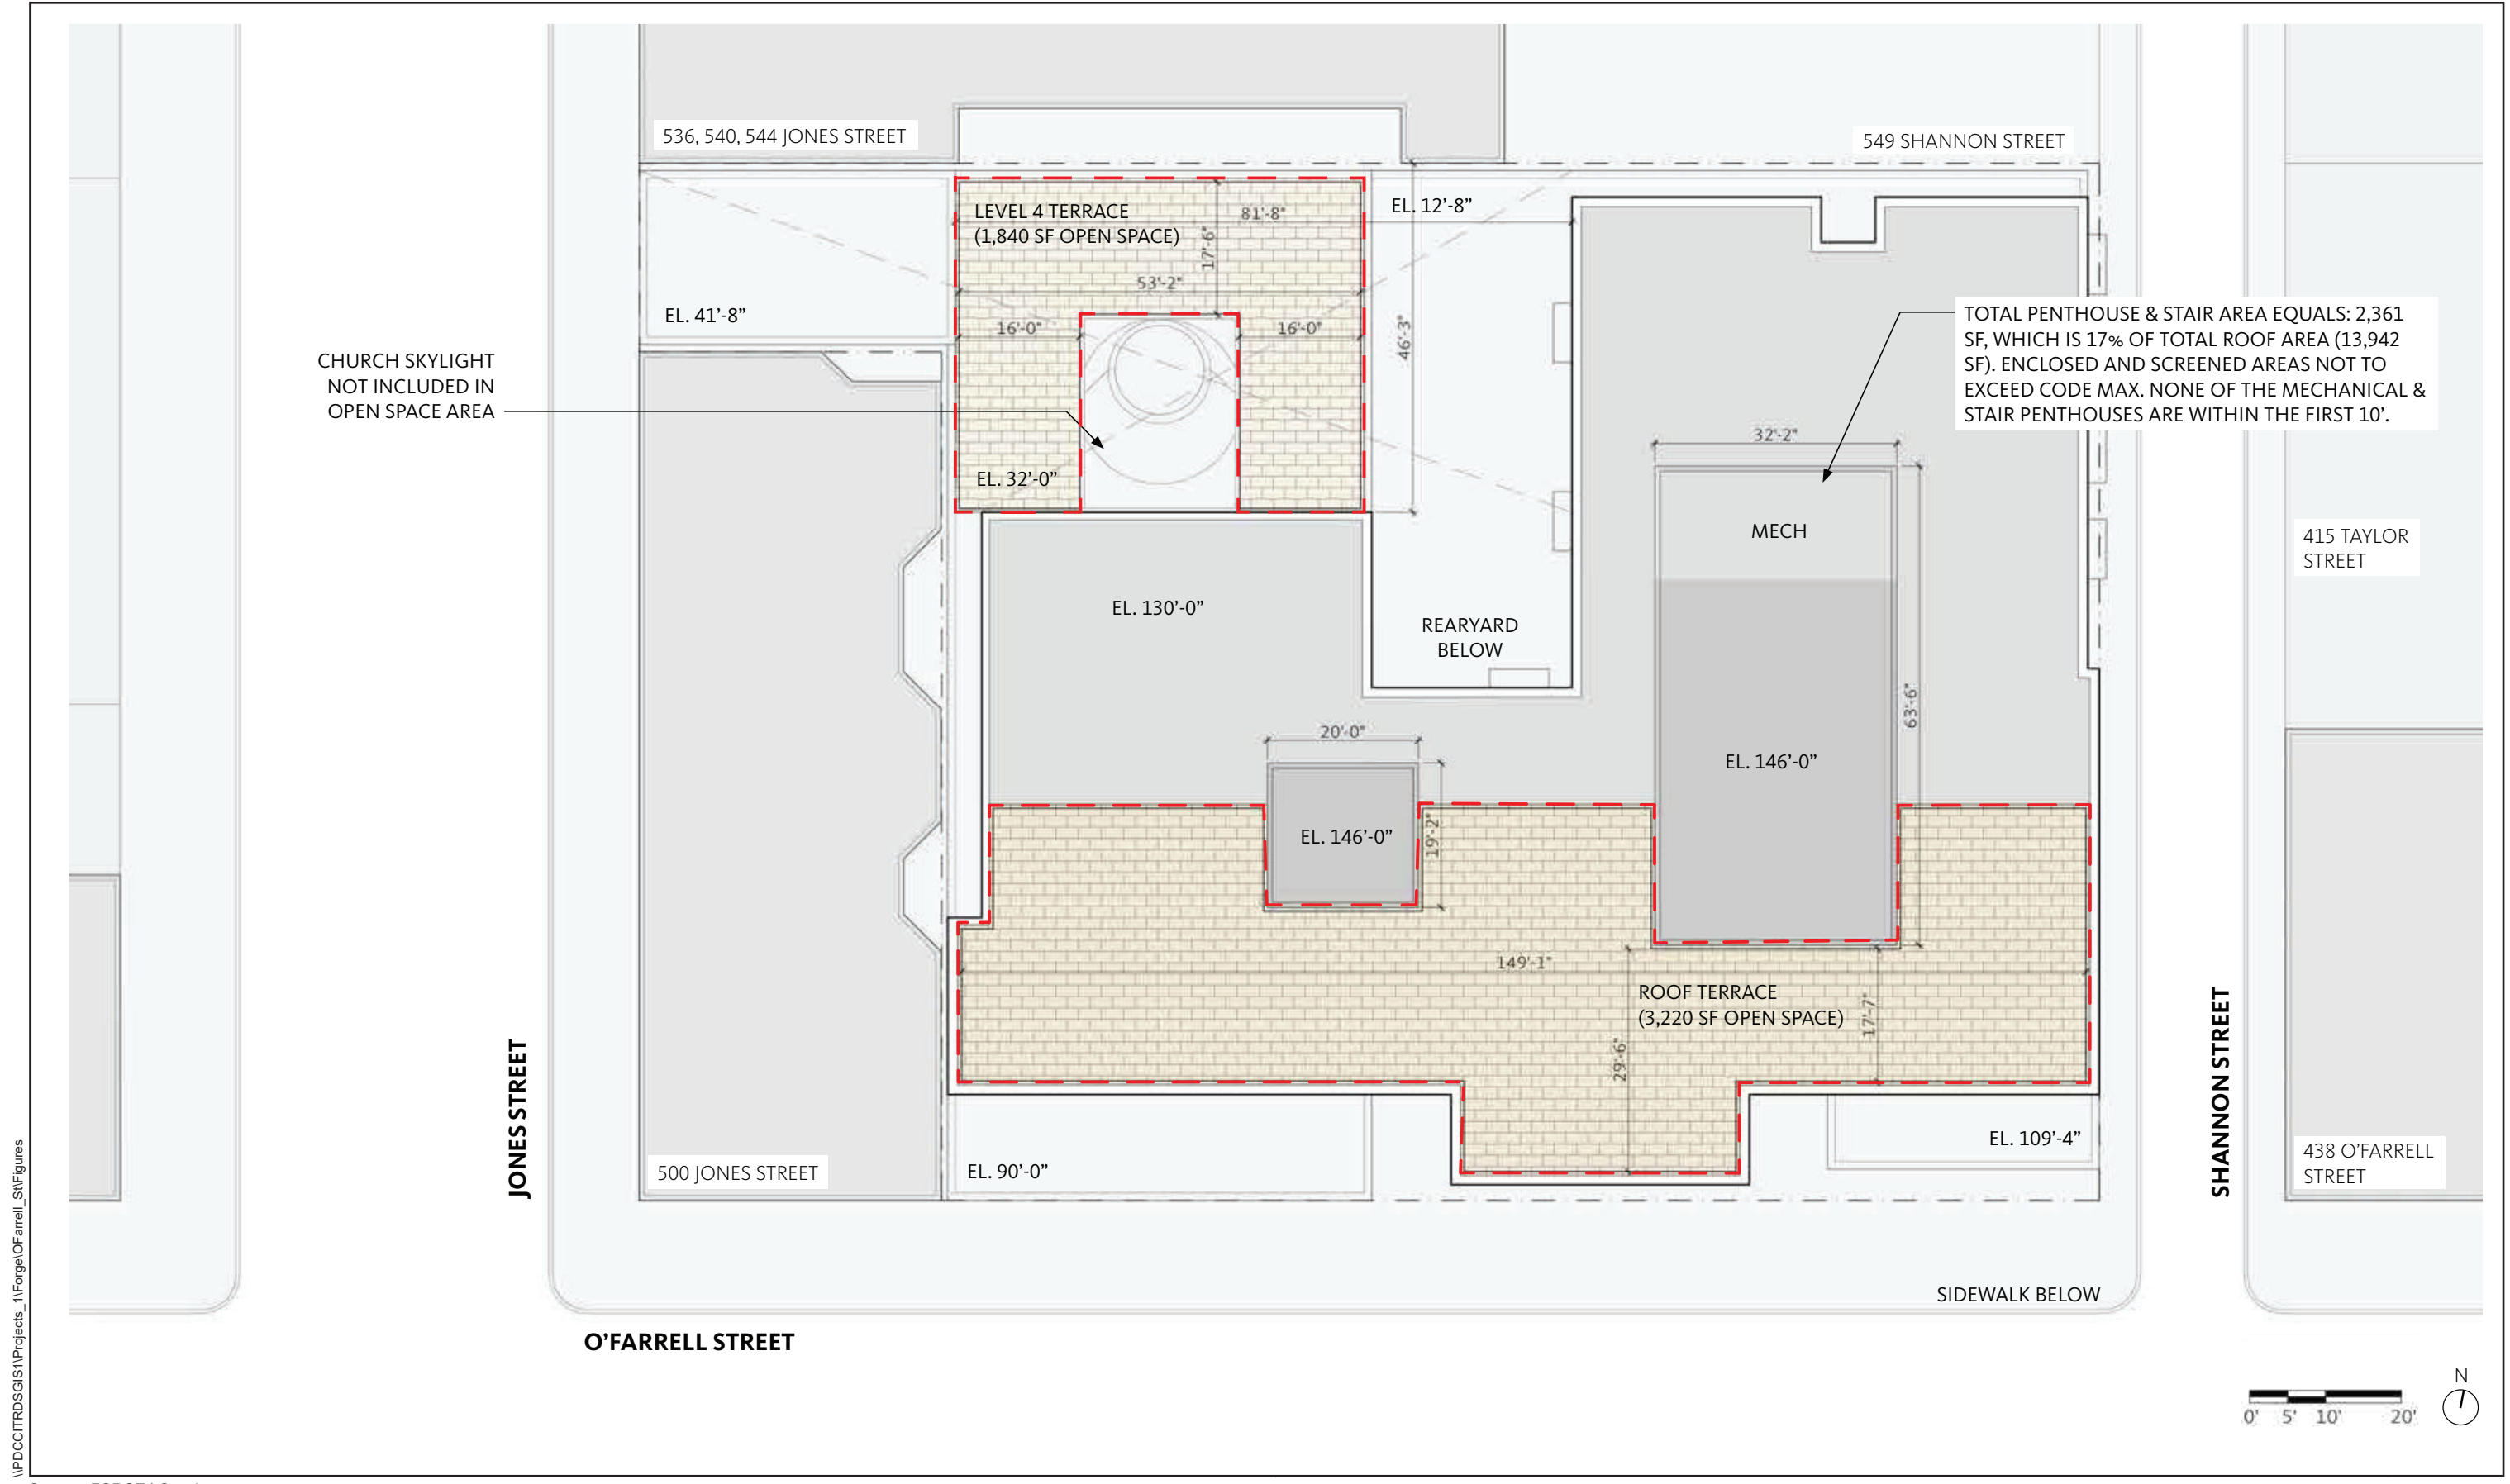 536, 540, 544 JONES STREET
549 SHANNON STREET
LEVEL 4 TERRACE
(1,840 SF OPEN SPACE)
81'-8"
17'-6"
EL. 12'-8"
53'-2"
EL. 41'-8"
16'-0"
16'-0"
46'-3"
TOTAL PENTHOUSE & STAIR AREA EQUALS: 2,361
SF, WHICH IS 17% OF TOTAL ROOF AREA (13,942
SF). ENCLOSED AND SCREENED AREAS NOT TO
EXCEED CODE MAX. NONE OF THE MECHANICAL &
STAIR PENTHOUSES ARE WITHIN THE FIRST 10'.
CHURCH SKYLIGHT
NOT INCLUDED IN
OPEN SPACE AREA
EL. 32'-0"
32'-2"
MECH
415 TAYLOR
STREET
EL. 130'-0"
REARYARD
BELOW
63'-6"
20'-0"
EL. 146'-0"
EL. 146'-0"
19'-2"
149'-1"
ROOF TERRACE
(3,220 SF OPEN SPACE)
17'-7"
29'-6"
JONES STREET
SHANNON STREET
500 JONES STREET
EL. 90'-0"
EL. 109'-4"
438 O'FARRELL
STREET
SIDEWALK BELOW
O'FARRELL STREET
N
0' 5' 10' 20'
\\PDCCITRDSGIS1\Projects_1\Forge\OFarrell_St\Figures